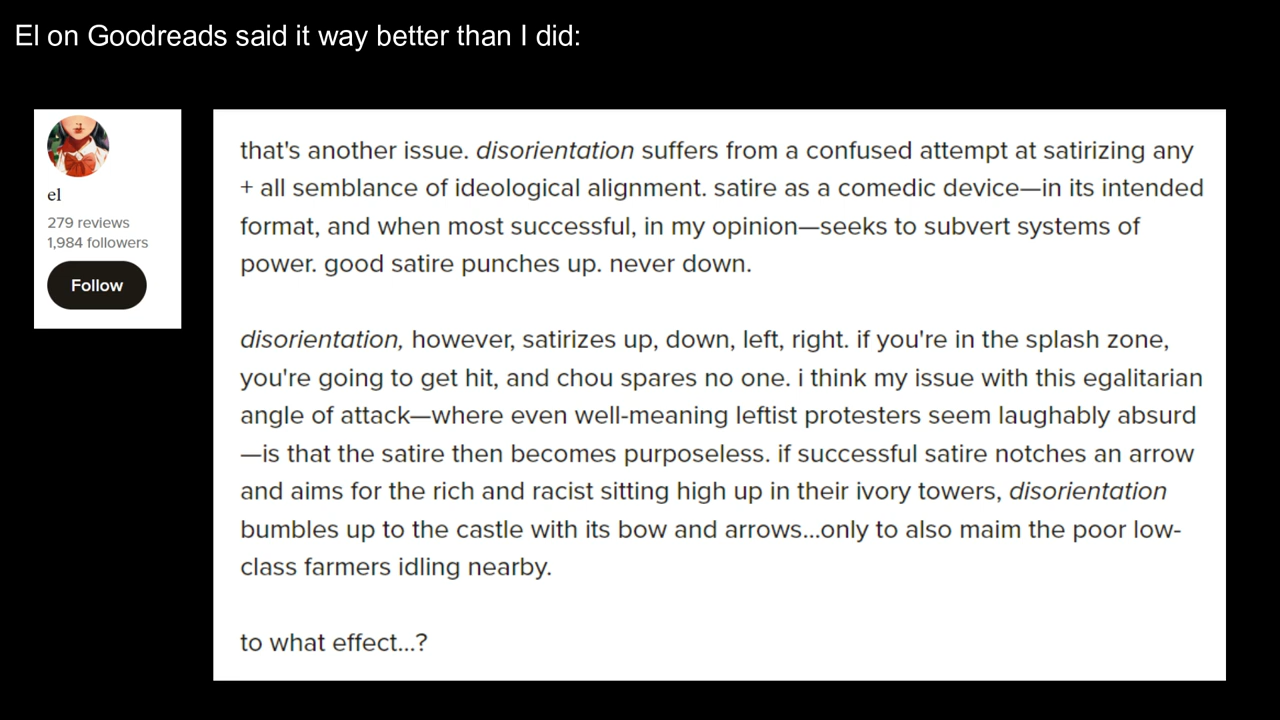 El on Goodreads said it way better than I did:
el
279 reviews
1,984 followers
Follow
that's another issue. disorientation suffers from a confused attempt at satirizing any
+ all semblance of ideological alignment. satire as a comedic device—in its intended
format, and when most successful, in my opinion—seeks to subvert systems of
power. good satire punches up. never down.
disorientation, however, satirizes up, down, left, right. if you're in the splash zone,
you're going to get hit, and chou spares no one. i think my issue with this egalitarian
angle of attack—where even well-meaning leftist protesters seem laughably absurd
—is that the satire then becomes purposeless. if successful satire notches an arrow
and aims for the rich and racist sitting high up in their ivory towers, disorientation
bumbles up to the castle with its bow and arrows...only to also maim the poor low-
class farmers idling nearby.
to what effect...?